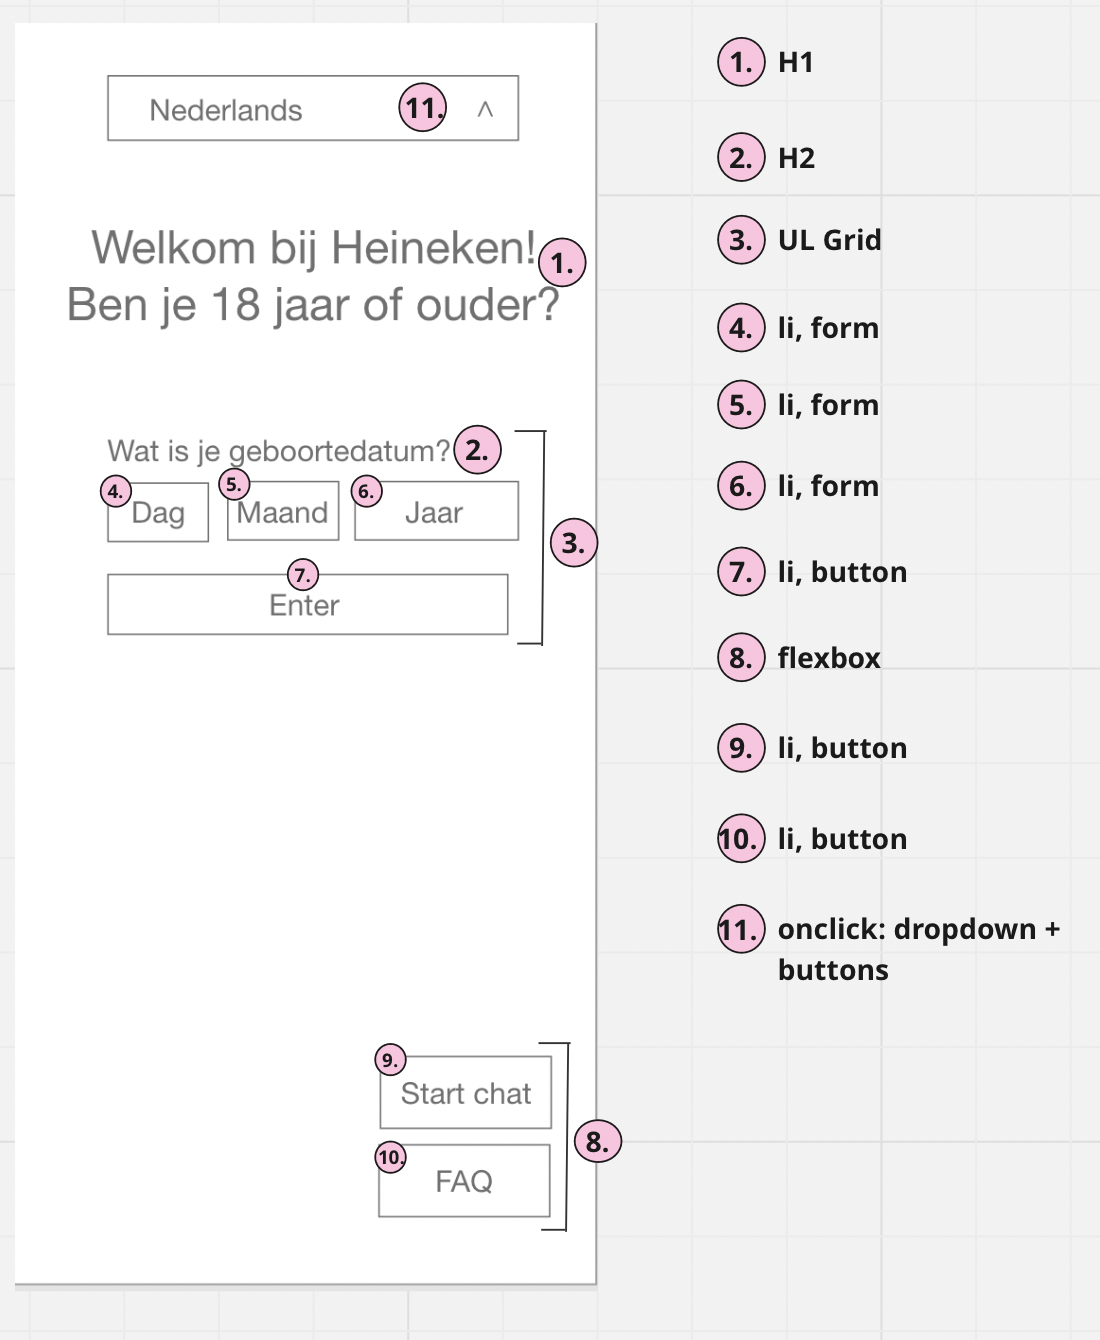 Nederlands 11. ^
Welkom bij Heineken! 1.
Ben je 18 jaar of ouder?
Wat is je geboortedatum? 2.
4. Dag 5. Maand 6. Jaar
3.
7.
Enter
9.
Start chat
8.
10.
FAQ
1. H1
2. H2
3. UL Grid
4. li, form
5. li, form
6. li, form
7. li, button
8. flexbox
9. li, button
10. li, button
11. onclick: dropdown +
buttons